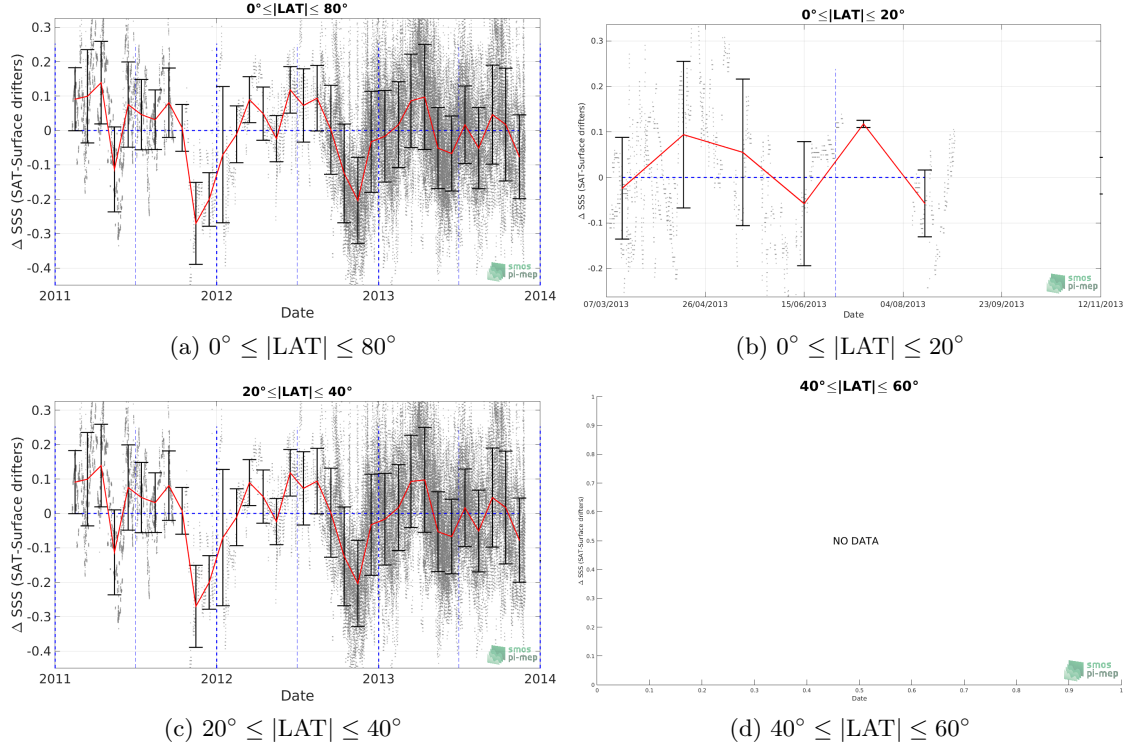 0°≤|LAT|≤ 80°
Δ SSS (SAT-Surface drifters)
0.3
0.2
0.1
0
-0.1
-0.2
-0.3
-0.4
2011 2012 2013 2014
Date
smos
pi-mep
(a) 0° ≤ |LAT| ≤ 80°
0°≤|LAT|≤ 20°
Δ SSS (SAT-Surface drifters)
0.3
0.2
0.1
0
-0.1
-0.2
07/03/2013 26/04/2013 15/06/2013 04/08/2013 23/09/2013 12/11/2013
Date
smos
pi-mep
(b) 0° ≤ |LAT| ≤ 20°
20°≤|LAT|≤ 40°
Δ SSS (SAT-Surface drifters)
0.3
0.2
0.1
0
-0.1
-0.2
-0.3
-0.4
2011 2012 2013 2014
Date
smos
pi-mep
(c) 20° ≤ |LAT| ≤ 40°
40°≤|LAT|≤ 60°
Δ SSS (SAT-Surface drifters)
1
0.9
0.8
0.7
0.6
0.5
0.4
0.3
0.2
0.1
0
NO DATA
0 0.1 0.2 0.3 0.4 0.5 0.6 0.7 0.8 0.9 1
Date
smos
pi-mep
(d) 40° ≤ |LAT| ≤ 60°